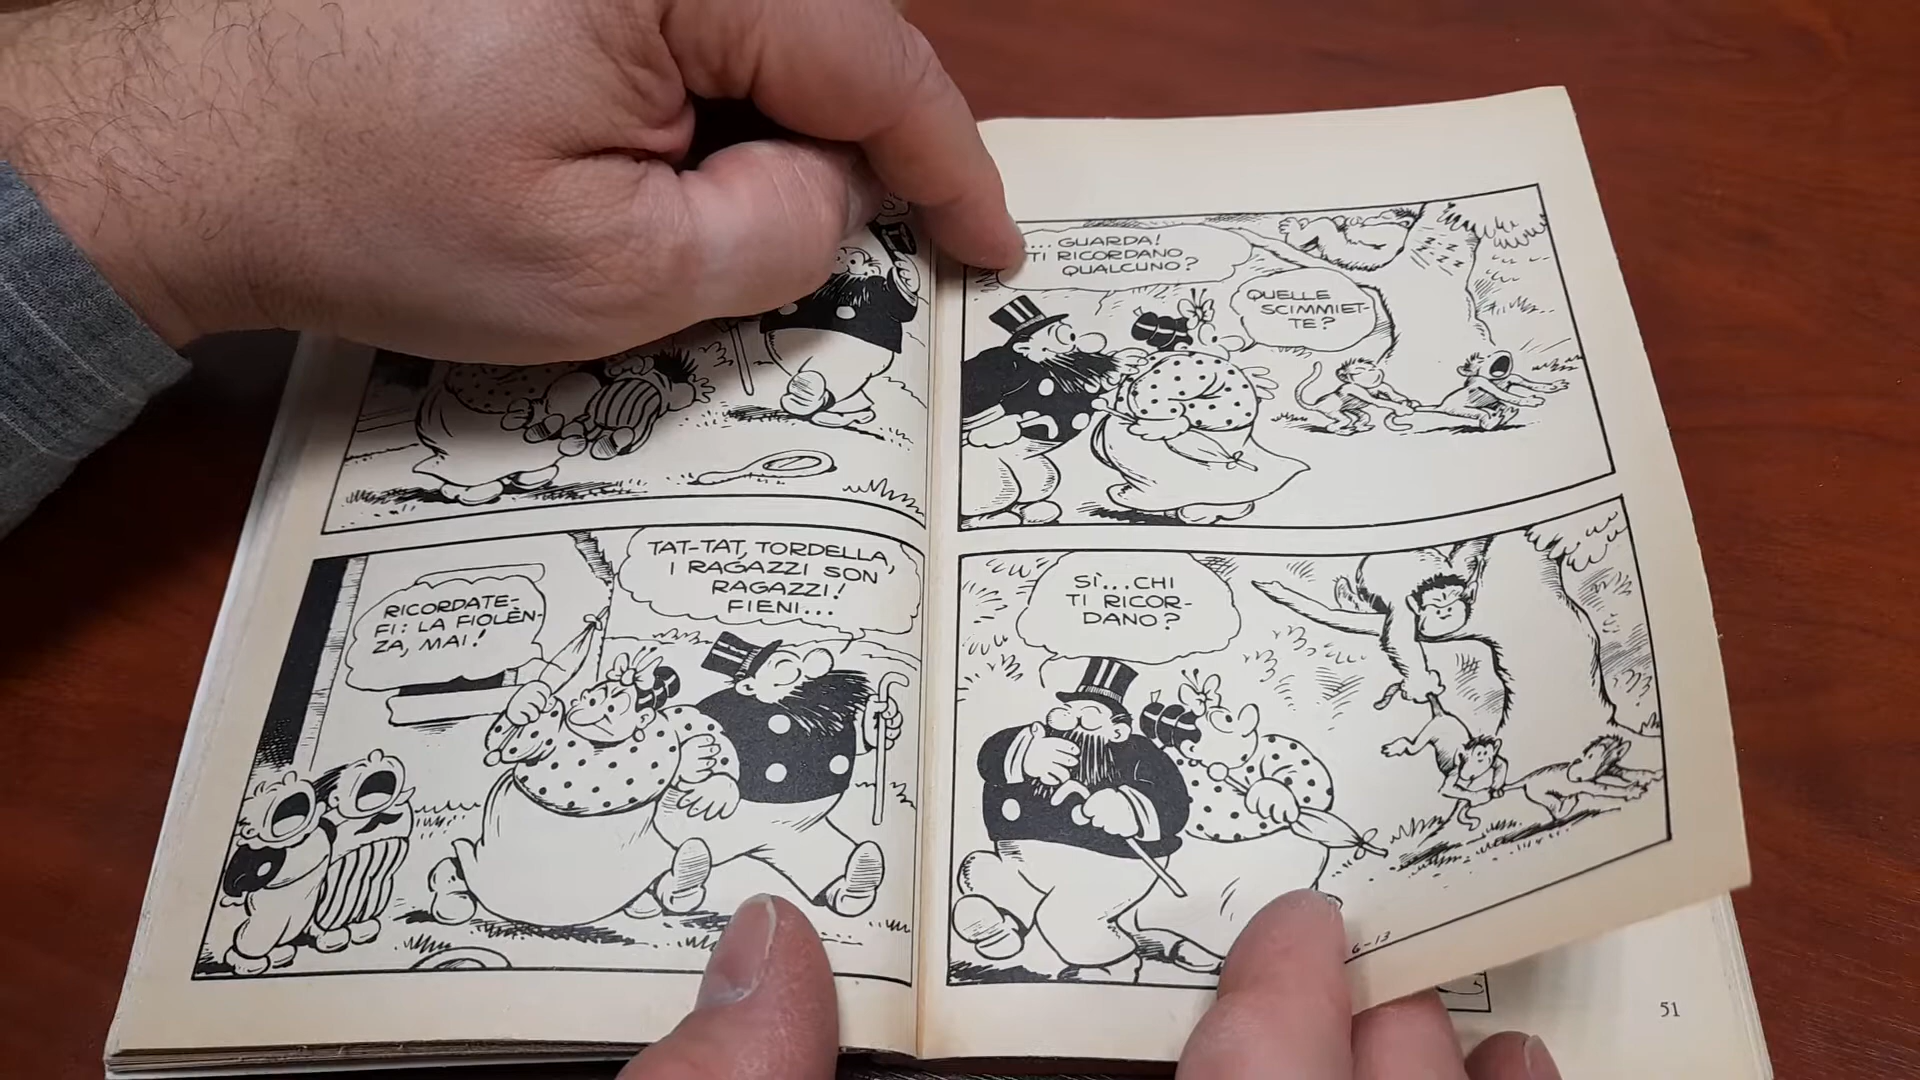 RICORDATE-
FI: LA FIOLÈN-
ZA, MAI!
TAT-TAT, TORDELLA,
I RAGAZZI SON
RAGAZZI!
FIENI...
... GUARDA!
TI RICORDANO
QUALCUNO?
Z Z Z
Z Z Z
Z Z Z
QUELLE
SCIMMIET-
TE?
SÌ...CHI
TI RICOR-
DANO?
6-13
51